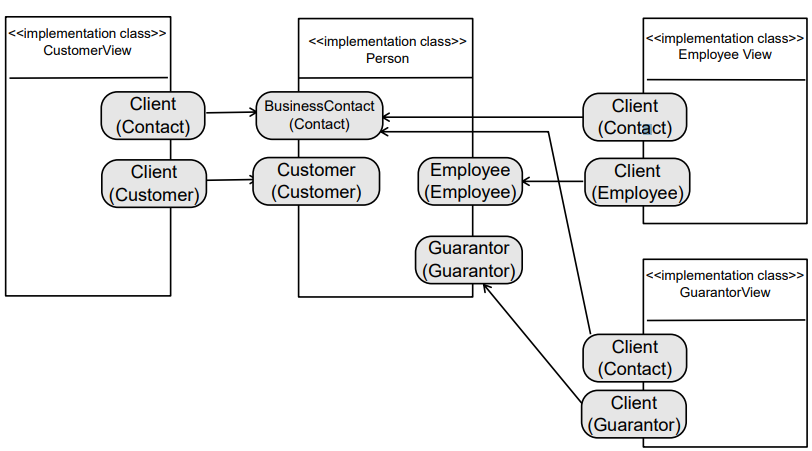 <<implementation class>>
CustomerView
Client
(Contact)
Client
(Customer)
<<implementation class>>
Person
BusinessContact
(Contact)
Customer
(Customer)
Employee
(Employee)
Guarantor
(Guarantor)
<<implementation class>>
Employee View
Client
(Contact)
Client
(Employee)
<<implementation class>>
GuarantorView
Client
(Contact)
Client
(Guarantor)